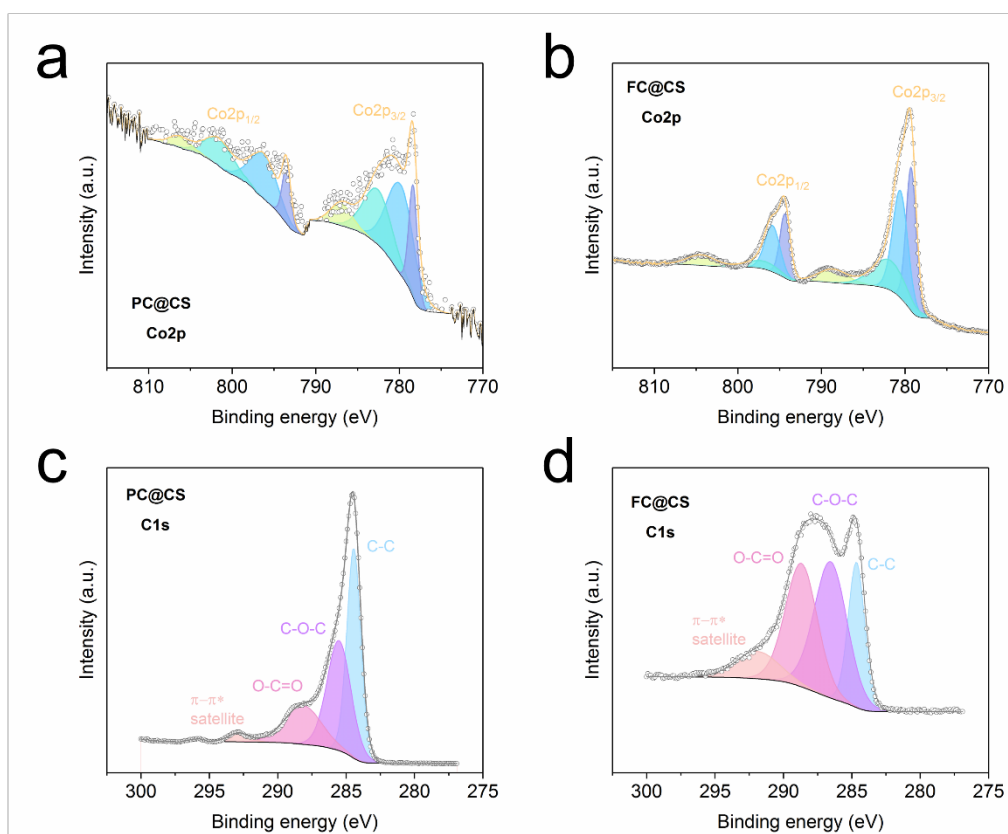 a
Co2p1/2
Co2p3/2
PC@CS
Co2p
Intensity (a.u.)
810 800 790 780 770
Binding energy (eV)
b
FC@CS
Co2p
Co2p3/2
Co2p1/2
Intensity (a.u.)
810 800 790 780 770
Binding energy (eV)
c
PC@CS
C1s
C-C
C-O-C
O-C=O
π−π*
satellite
Intensity (a.u.)
300 295 290 285 280 275
Binding energy (eV)
d
FC@CS
C1s
C-O-C
O-C=O
C-C
π−π*
satellite
Intensity (a.u.)
300 295 290 285 280 275
Binding energy (eV)